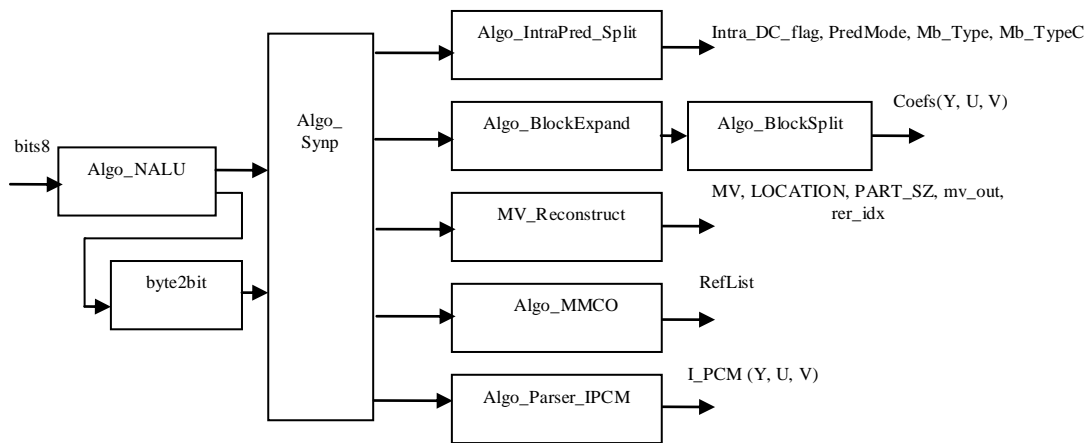 Algo_IntraPred_Split
Intra_DC_flag, PredMode, Mb_Type, Mb_TypeC
Coefs(Y, U, V)
Algo_
Synp
Algo_BlockExpand
Algo_BlockSplit
bits8
Algo_NALU
MV, LOCATION, PART_SZ, mv_out,
rer_idx
MV_Reconstruct
byte2bit
RefList
Algo_MMCO
I_PCM (Y, U, V)
Algo_Parser_IPCM